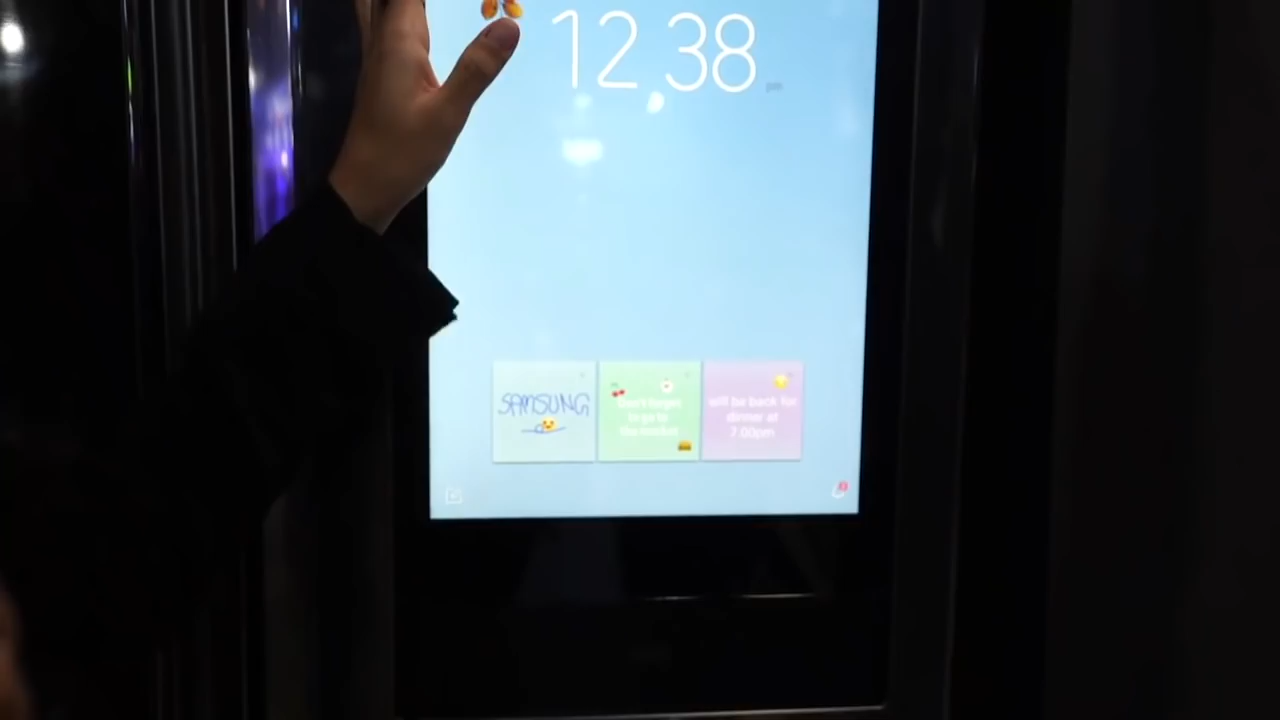 12 38
SAMSUNG
Don't forget
to go to
the market
will be back for
dinner at
7.00pm